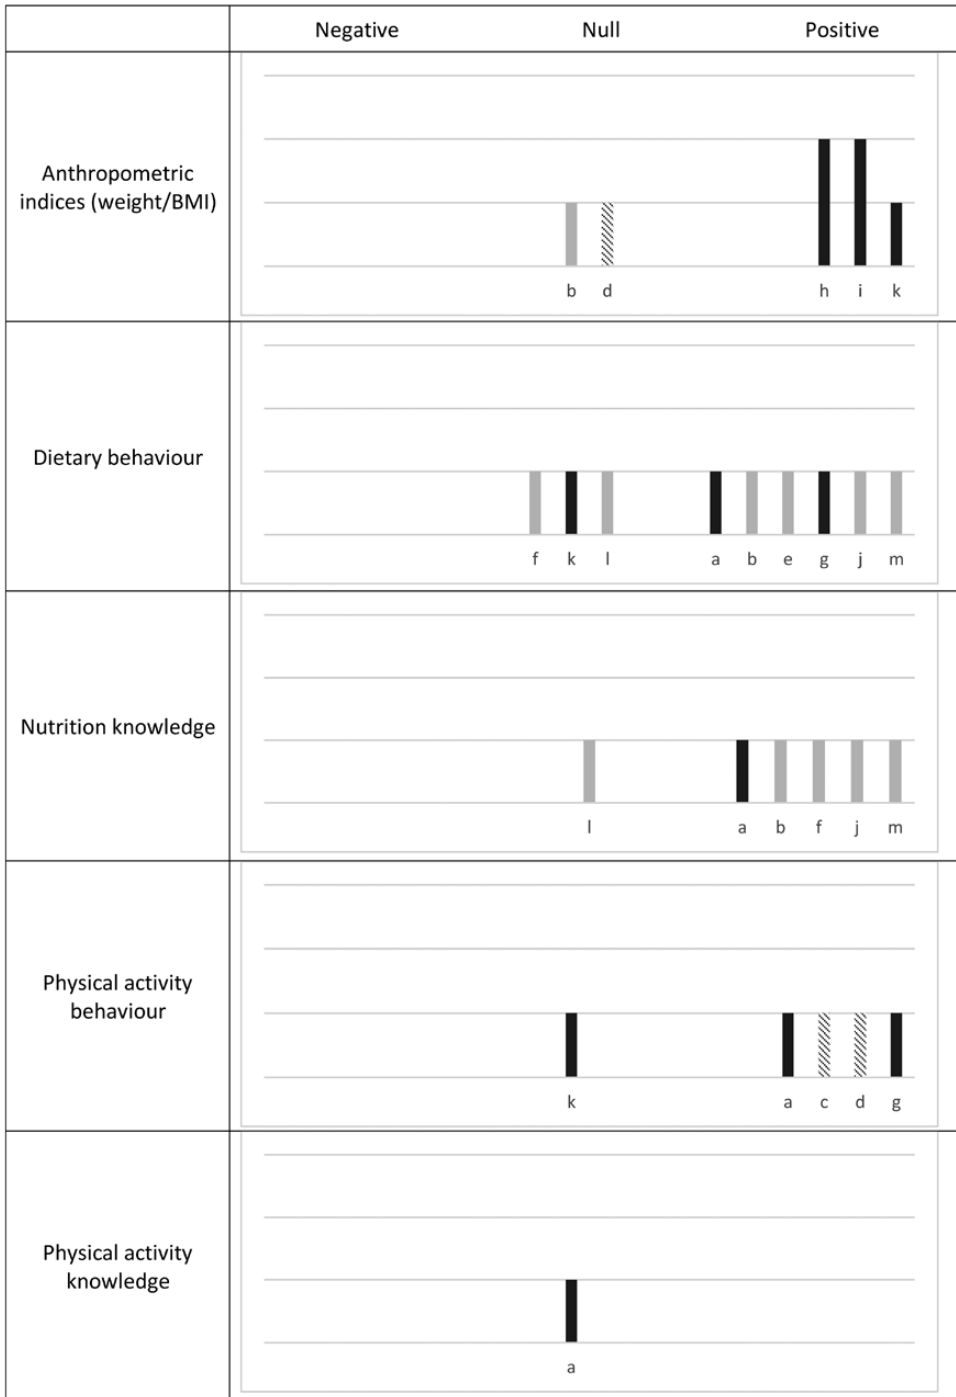 Negative Null Positive
Anthropometric
indices (weight/BMI)
b d h i k
Dietary behaviour
f k l a b e g j m
Nutrition knowledge
l a b f j m
Physical activity
behaviour
k a c d g
Physical activity
knowledge
a